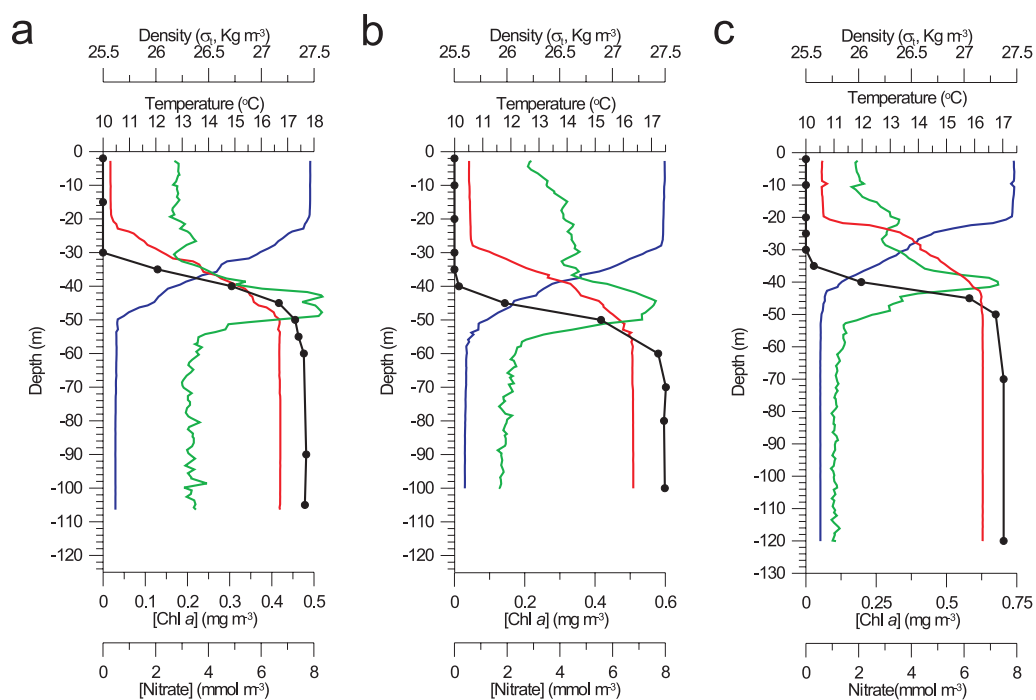 a
Density (σt, Kg m-3)
25.5 26 26.5 27 27.5
Temperature (oC)
10 11 12 13 14 15 16 17 18
0
-10
-20
-30
-40
-50
-60
-70
-80
-90
-100
-110
-120
Depth (m)
0 0.1 0.2 0.3 0.4 0.5
[Chl a] (mg m-3)
0 2 4 6 8
[Nitrate] (mmol m-3)
b
Density (σt, Kg m-3)
25.5 26 26.5 27 27.5
Temperature (oC)
10 11 12 13 14 15 16 17
0
-10
-20
-30
-40
-50
-60
-70
-80
-90
-100
-110
-120
Depth (m)
0 0.2 0.4 0.6
[Chl a] (mg m-3)
0 2 4 6 8
[Nitrate] (mmol m-3)
c
Density (σt, Kg m-3)
25.5 26 26.5 27 27.5
Temperature (oC)
10 11 12 13 14 15 16 17
0
-10
-20
-30
-40
-50
-60
-70
-80
-90
-100
-110
-120
-130
Depth (m)
0 0.25 0.5 0.75
[Chl a] (mg m-3)
0 2 4 6 8
Nitrate(mmol m-3)